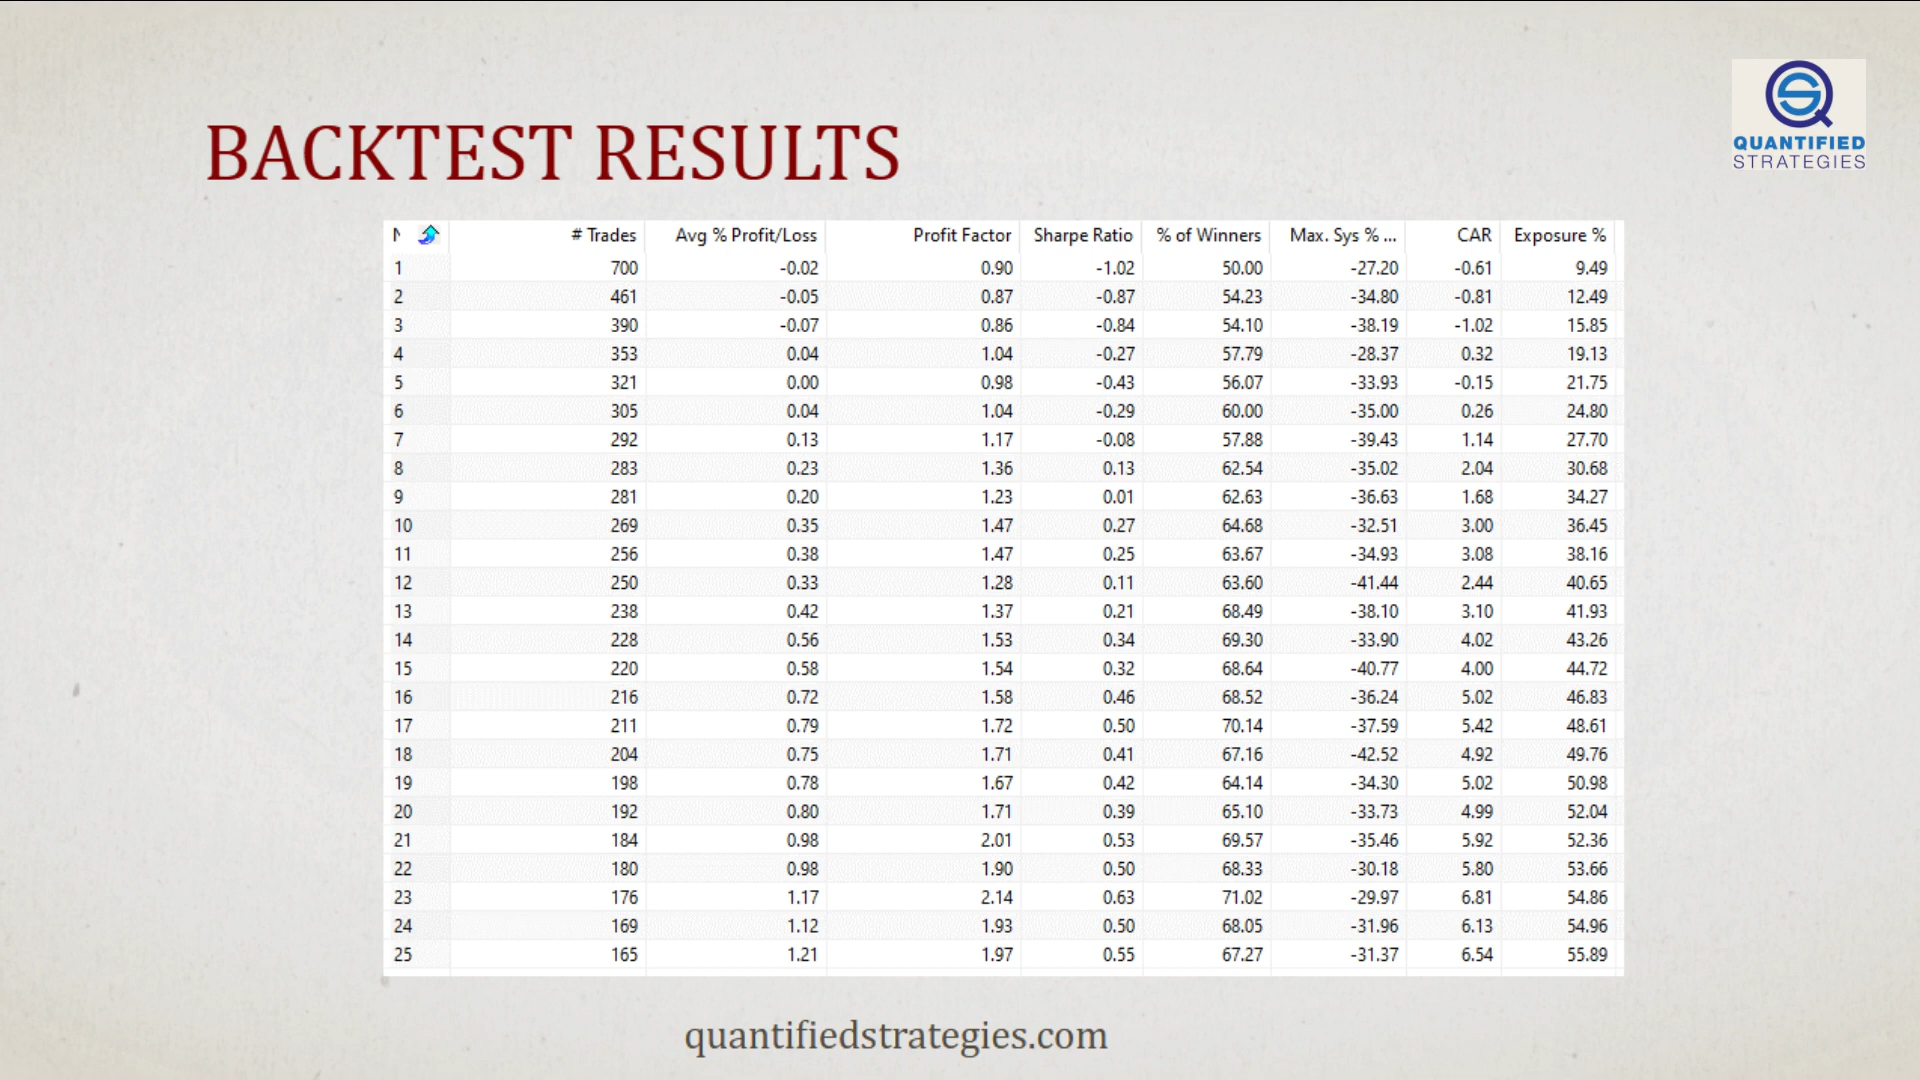 BACKTEST RESULTS
QUANTIFIED
STRATEGIES
N # Trades Avg % Profit/Loss Profit Factor Sharpe Ratio % of Winners Max. Sys % ... CAR Exposure %
1 700 -0.02 0.90 -1.02 50.00 -27.20 -0.61 9.49
2 461 -0.05 0.87 -0.87 54.23 -34.80 -0.81 12.49
3 390 -0.07 0.86 -0.84 54.10 -38.19 -1.02 15.85
4 353 0.04 1.04 -0.27 57.79 -28.37 0.32 19.13
5 321 0.00 0.98 -0.43 56.07 -33.93 -0.15 21.75
6 305 0.04 1.04 -0.29 60.00 -35.00 0.26 24.80
7 292 0.13 1.17 -0.08 57.88 -39.43 1.14 27.70
8 283 0.23 1.36 0.13 62.54 -35.02 2.04 30.68
9 281 0.20 1.23 0.01 62.63 -36.63 1.68 34.27
10 269 0.35 1.47 0.27 64.68 -32.51 3.00 36.45
11 256 0.38 1.47 0.25 63.67 -34.93 3.08 38.16
12 250 0.33 1.28 0.11 63.60 -41.44 2.44 40.65
13 238 0.42 1.37 0.21 68.49 -38.10 3.10 41.93
14 228 0.56 1.53 0.34 69.30 -33.90 4.02 43.26
15 220 0.58 1.54 0.32 68.64 -40.77 4.00 44.72
16 216 0.72 1.58 0.46 68.52 -36.24 5.02 46.83
17 211 0.79 1.72 0.50 70.14 -37.59 5.42 48.61
18 204 0.75 1.71 0.41 67.16 -42.52 4.92 49.76
19 198 0.78 1.67 0.42 64.14 -34.30 5.02 50.98
20 192 0.80 1.71 0.39 65.10 -33.73 4.99 52.04
21 184 0.98 2.01 0.53 69.57 -35.46 5.92 52.36
22 180 0.98 1.90 0.50 68.33 -30.18 5.80 53.66
23 176 1.17 2.14 0.63 71.02 -29.97 6.81 54.86
24 169 1.12 1.93 0.50 68.05 -31.96 6.13 54.96
25 165 1.21 1.97 0.55 67.27 -31.37 6.54 55.89
quantifiedstrategies.com